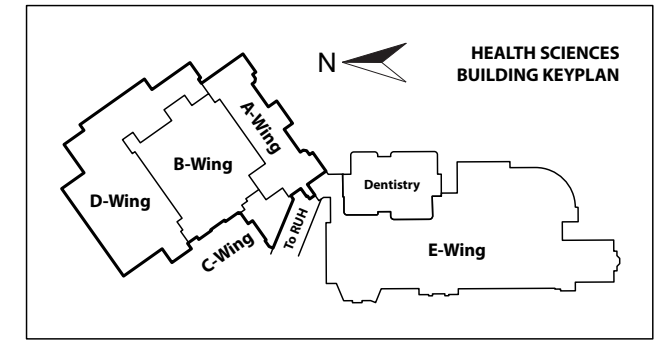 N
HEALTH SCIENCES
BUILDING KEYPLAN
A-Wing
B-Wing
D-Wing
C-Wing
To RUH
Dentistry
E-Wing